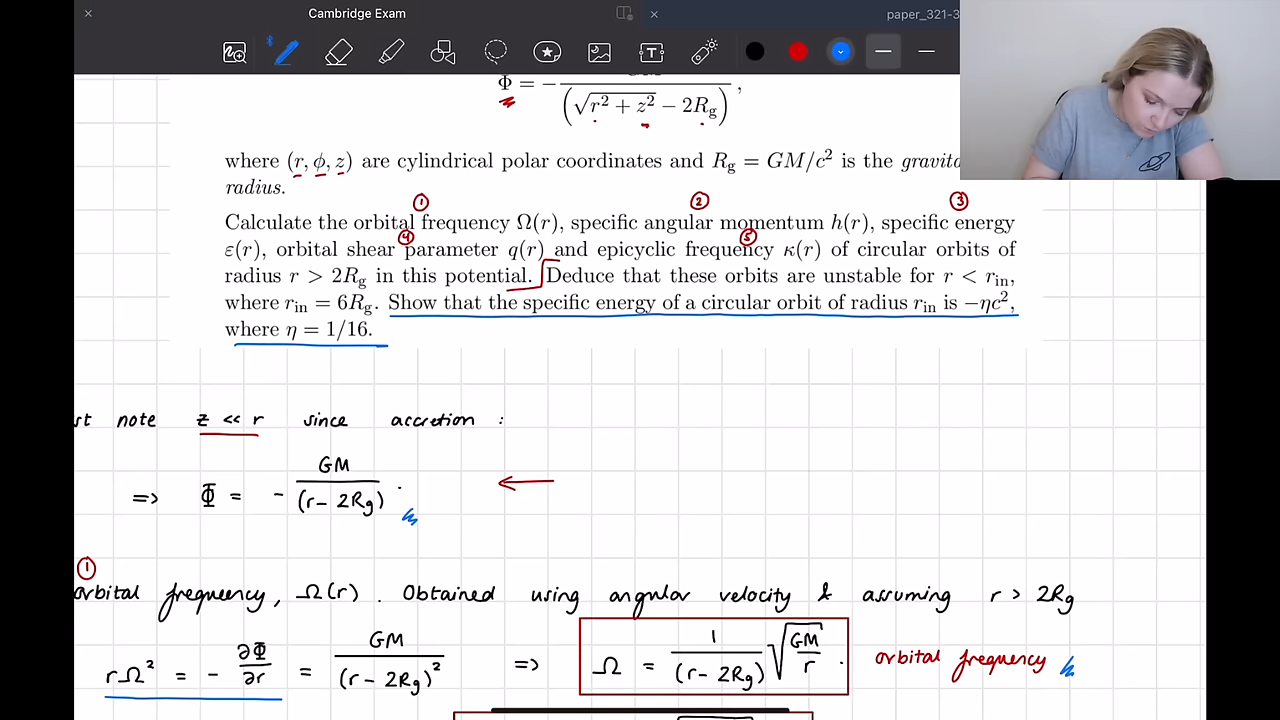 Cambridge Exam
paper_321-3
Φ = − / (√r² + z² − 2R_g) ,
where (r, ϕ, z) are cylindrical polar coordinates and R_g = GM/c² is the
radius.
① ② ③
Calculate the orbital frequency Ω(r), specific angular momentum h(r), specific energy
④ ⑤
ε(r), orbital shear parameter q(r) and epicyclic frequency κ(r) of circular orbits of
radius r > 2R_g in this potential. Deduce that these orbits are unstable for r < r_in,
where r_in = 6R_g. Show that the specific energy of a circular orbit of radius r_in is −ηc²,
where η = 1/16.
st note z << r since accretion :
=> Φ = - GM / (r - 2Rg) .
①
orbital frequency, Ω(r) . Obtained using angular velocity & assuming r > 2Rg
rΩ² = - ∂Φ/∂r = GM / (r - 2Rg)² => Ω = 1 / (r - 2Rg) √GM/r . orbital frequency